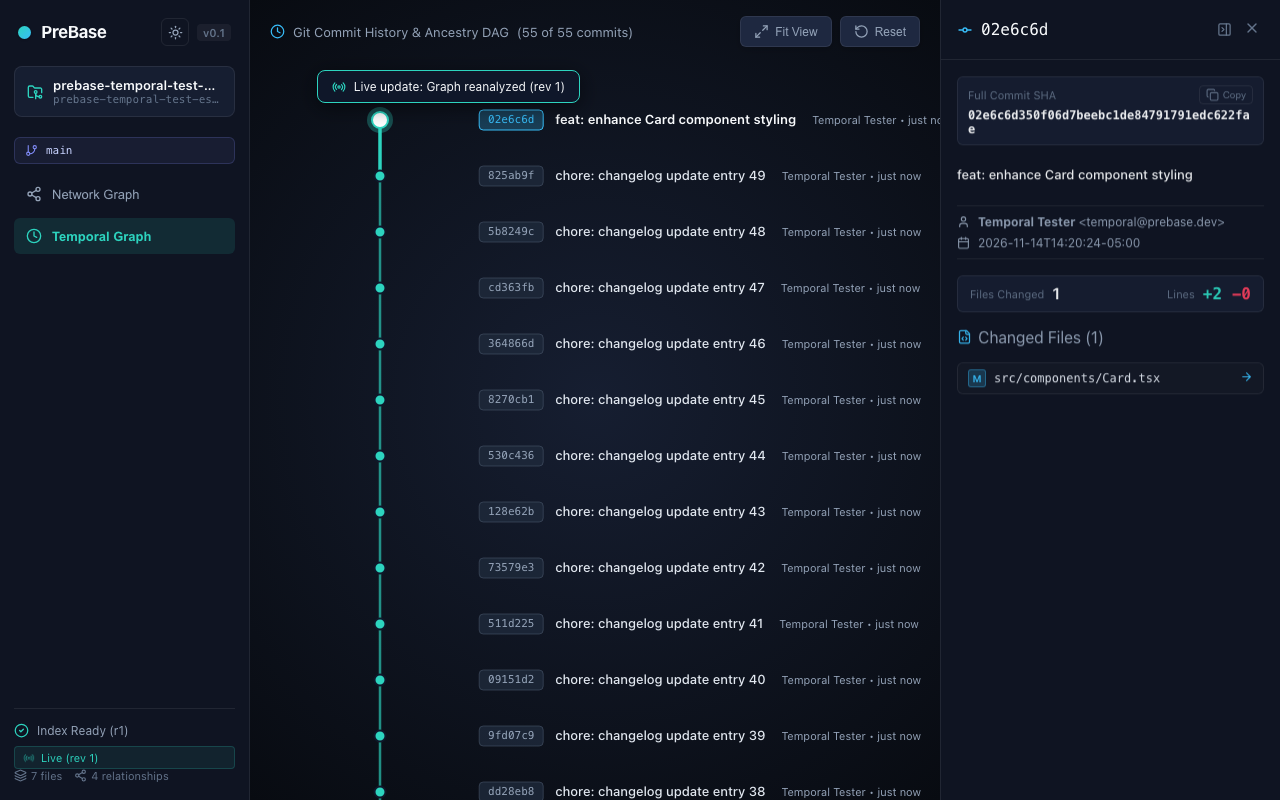 PreBase
v0.1
prebase-temporal-test-...
prebase-temporal-test-es…
main
Network Graph
Temporal Graph
Index Ready (r1)
Live (rev 1)
7 files
4 relationships
Git Commit History & Ancestry DAG (55 of 55 commits)
Fit View
Reset
Live update: Graph reanalyzed (rev 1)
02e6c6d feat: enhance Card component styling Temporal Tester • just no
825ab9f chore: changelog update entry 49 Temporal Tester • just now
5b8249c chore: changelog update entry 48 Temporal Tester • just now
cd363fb chore: changelog update entry 47 Temporal Tester • just now
364866d chore: changelog update entry 46 Temporal Tester • just now
8270cb1 chore: changelog update entry 45 Temporal Tester • just now
530c436 chore: changelog update entry 44 Temporal Tester • just now
128e62b chore: changelog update entry 43 Temporal Tester • just now
73579e3 chore: changelog update entry 42 Temporal Tester • just now
511d225 chore: changelog update entry 41 Temporal Tester • just now
09151d2 chore: changelog update entry 40 Temporal Tester • just now
9fd07c9 chore: changelog update entry 39 Temporal Tester • just now
dd28eb8 chore: changelog update entry 38 Temporal Tester • just now
02e6c6d
Full Commit SHA
Copy
02e6c6d350f06d7beebc1de84791791edc622fa
e
feat: enhance Card component styling
Temporal Tester <temporal@prebase.dev>
2026-11-14T14:20:24-05:00
Files Changed 1 Lines +2 −0
Changed Files (1)
M src/components/Card.tsx